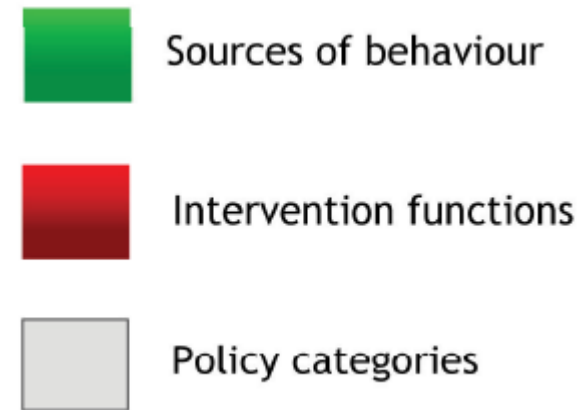 Sources of behaviour
Intervention functions
Policy categories